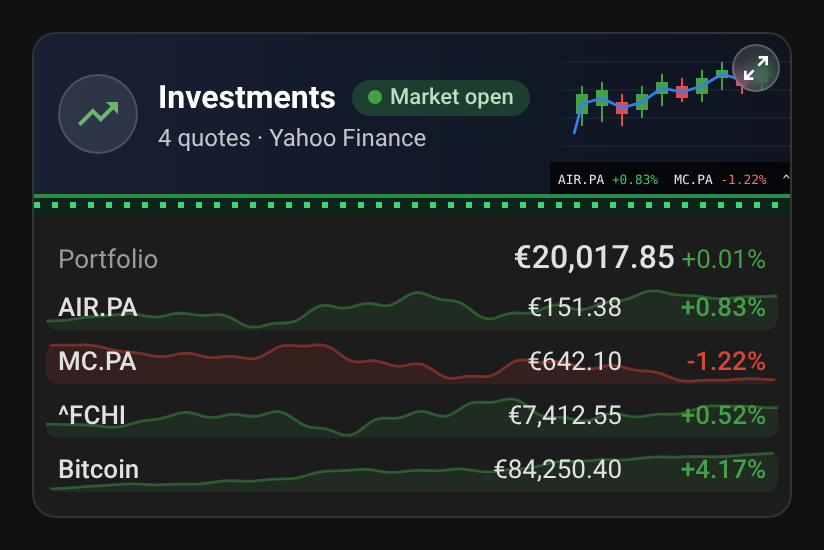 Investments Market open
4 quotes · Yahoo Finance
AIR.PA +0.83% MC.PA -1.22% ^
Portfolio €20,017.85 +0.01%
AIR.PA €151.38 +0.83%
MC.PA €642.10 -1.22%
^FCHI €7,412.55 +0.52%
Bitcoin €84,250.40 +4.17%